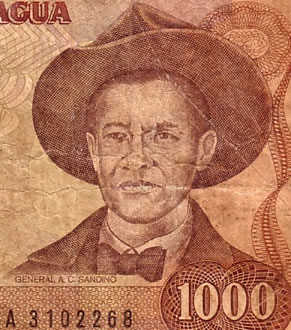 AGUA
GENERAL A. C. SANDINO
1000
A 3102268